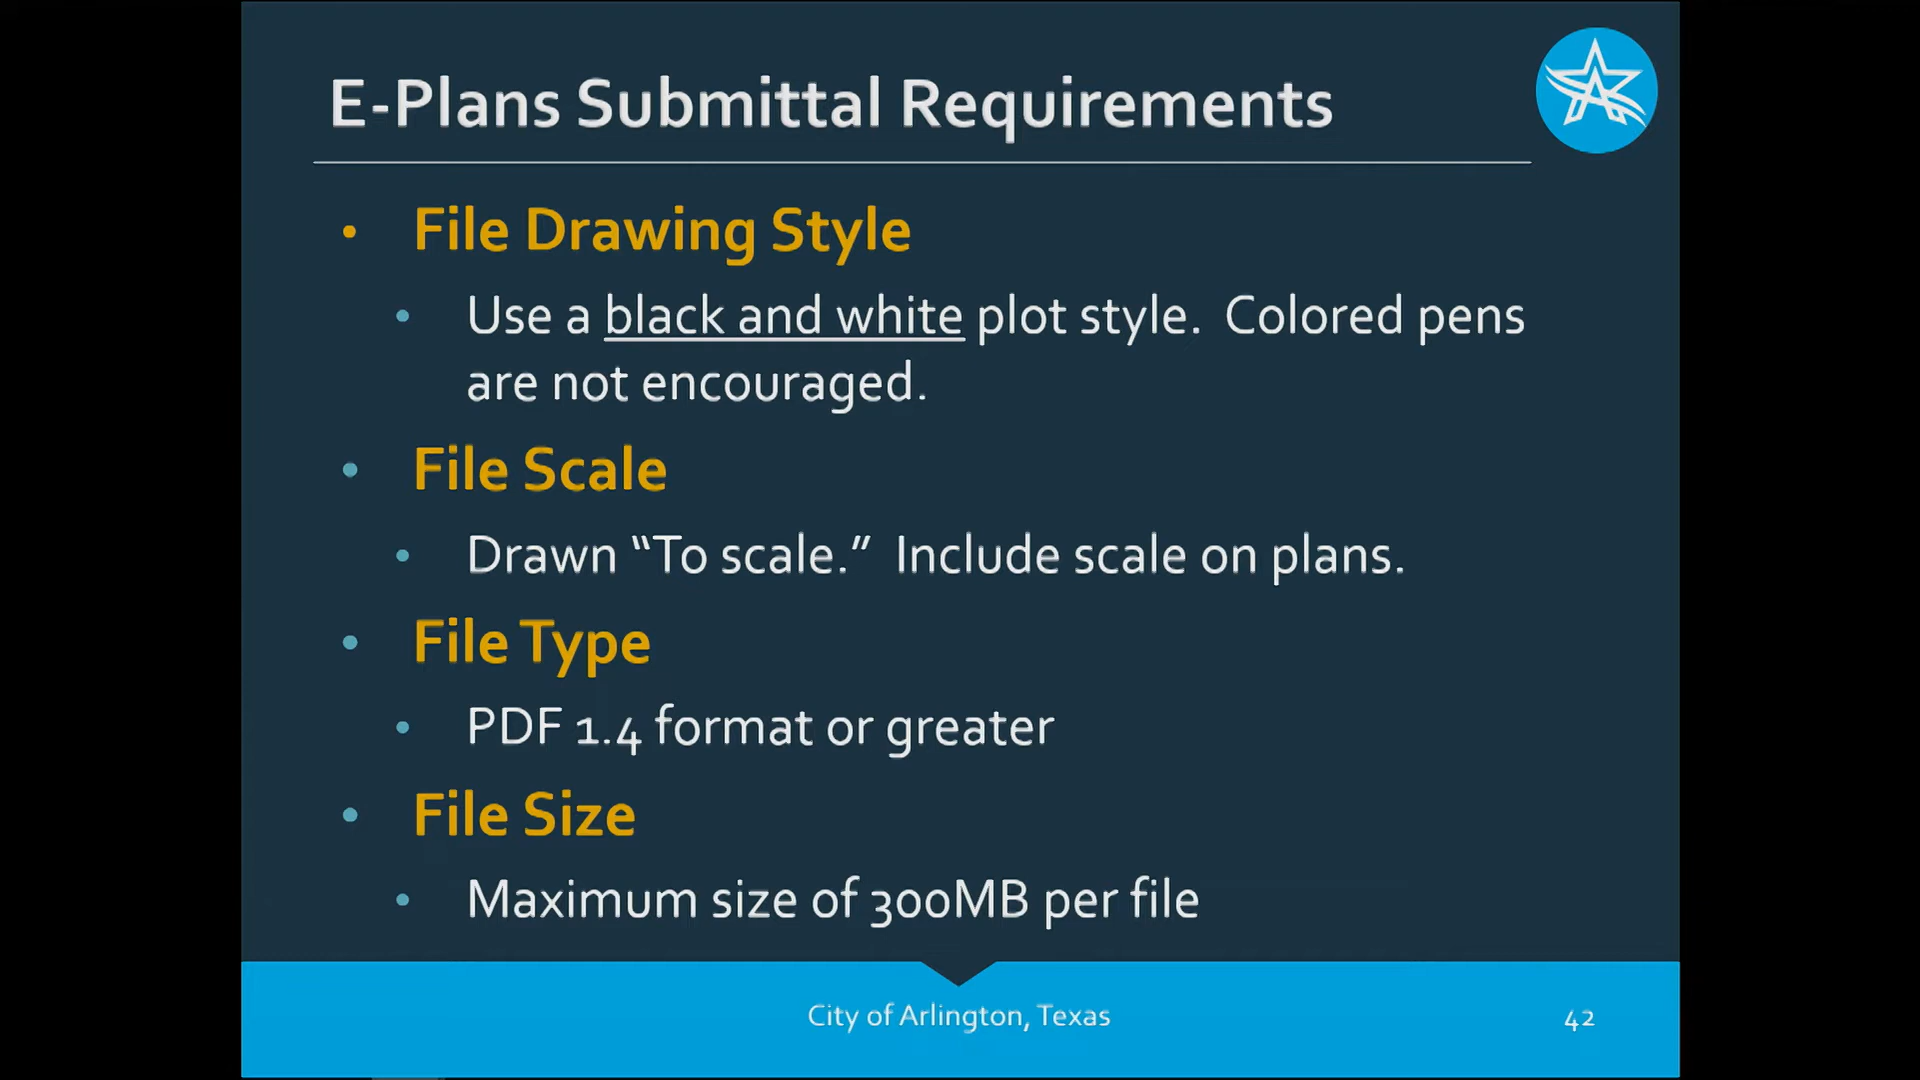 E-Plans Submittal Requirements
• File Drawing Style
• Use a black and white plot style.  Colored pens
are not encouraged.
• File Scale
• Drawn “To scale.”  Include scale on plans.
• File Type
• PDF 1.4 format or greater
• File Size
• Maximum size of 300MB per file
City of Arlington, Texas
42